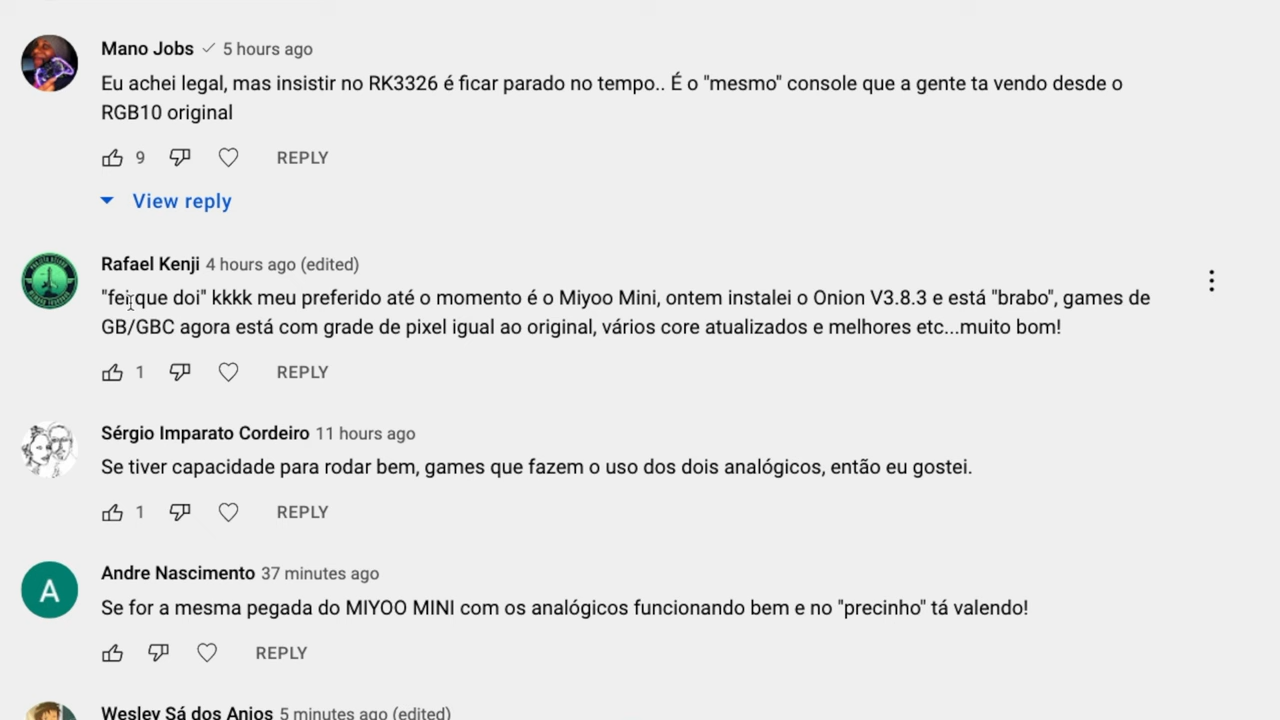 Mano Jobs 5 hours ago
Eu achei legal, mas insistir no RK3326 é ficar parado no tempo.. É o "mesmo" console que a gente ta vendo desde o
RGB10 original
9 REPLY
View reply
Rafael Kenji 4 hours ago (edited)
"fei que doi" kkkk meu preferido até o momento é o Miyoo Mini, ontem instalei o Onion V3.8.3 e está "brabo", games de
GB/GBC agora está com grade de pixel igual ao original, vários core atualizados e melhores etc...muito bom!
1 REPLY
Sérgio Imparato Cordeiro 11 hours ago
Se tiver capacidade para rodar bem, games que fazem o uso dos dois analógicos, então eu gostei.
1 REPLY
A
Andre Nascimento 37 minutes ago
Se for a mesma pegada do MIYOO MINI com os analógicos funcionando bem e no "precinho" tá valendo!
REPLY
Wesley Sá dos Anjos 5 minutes ago (edited)